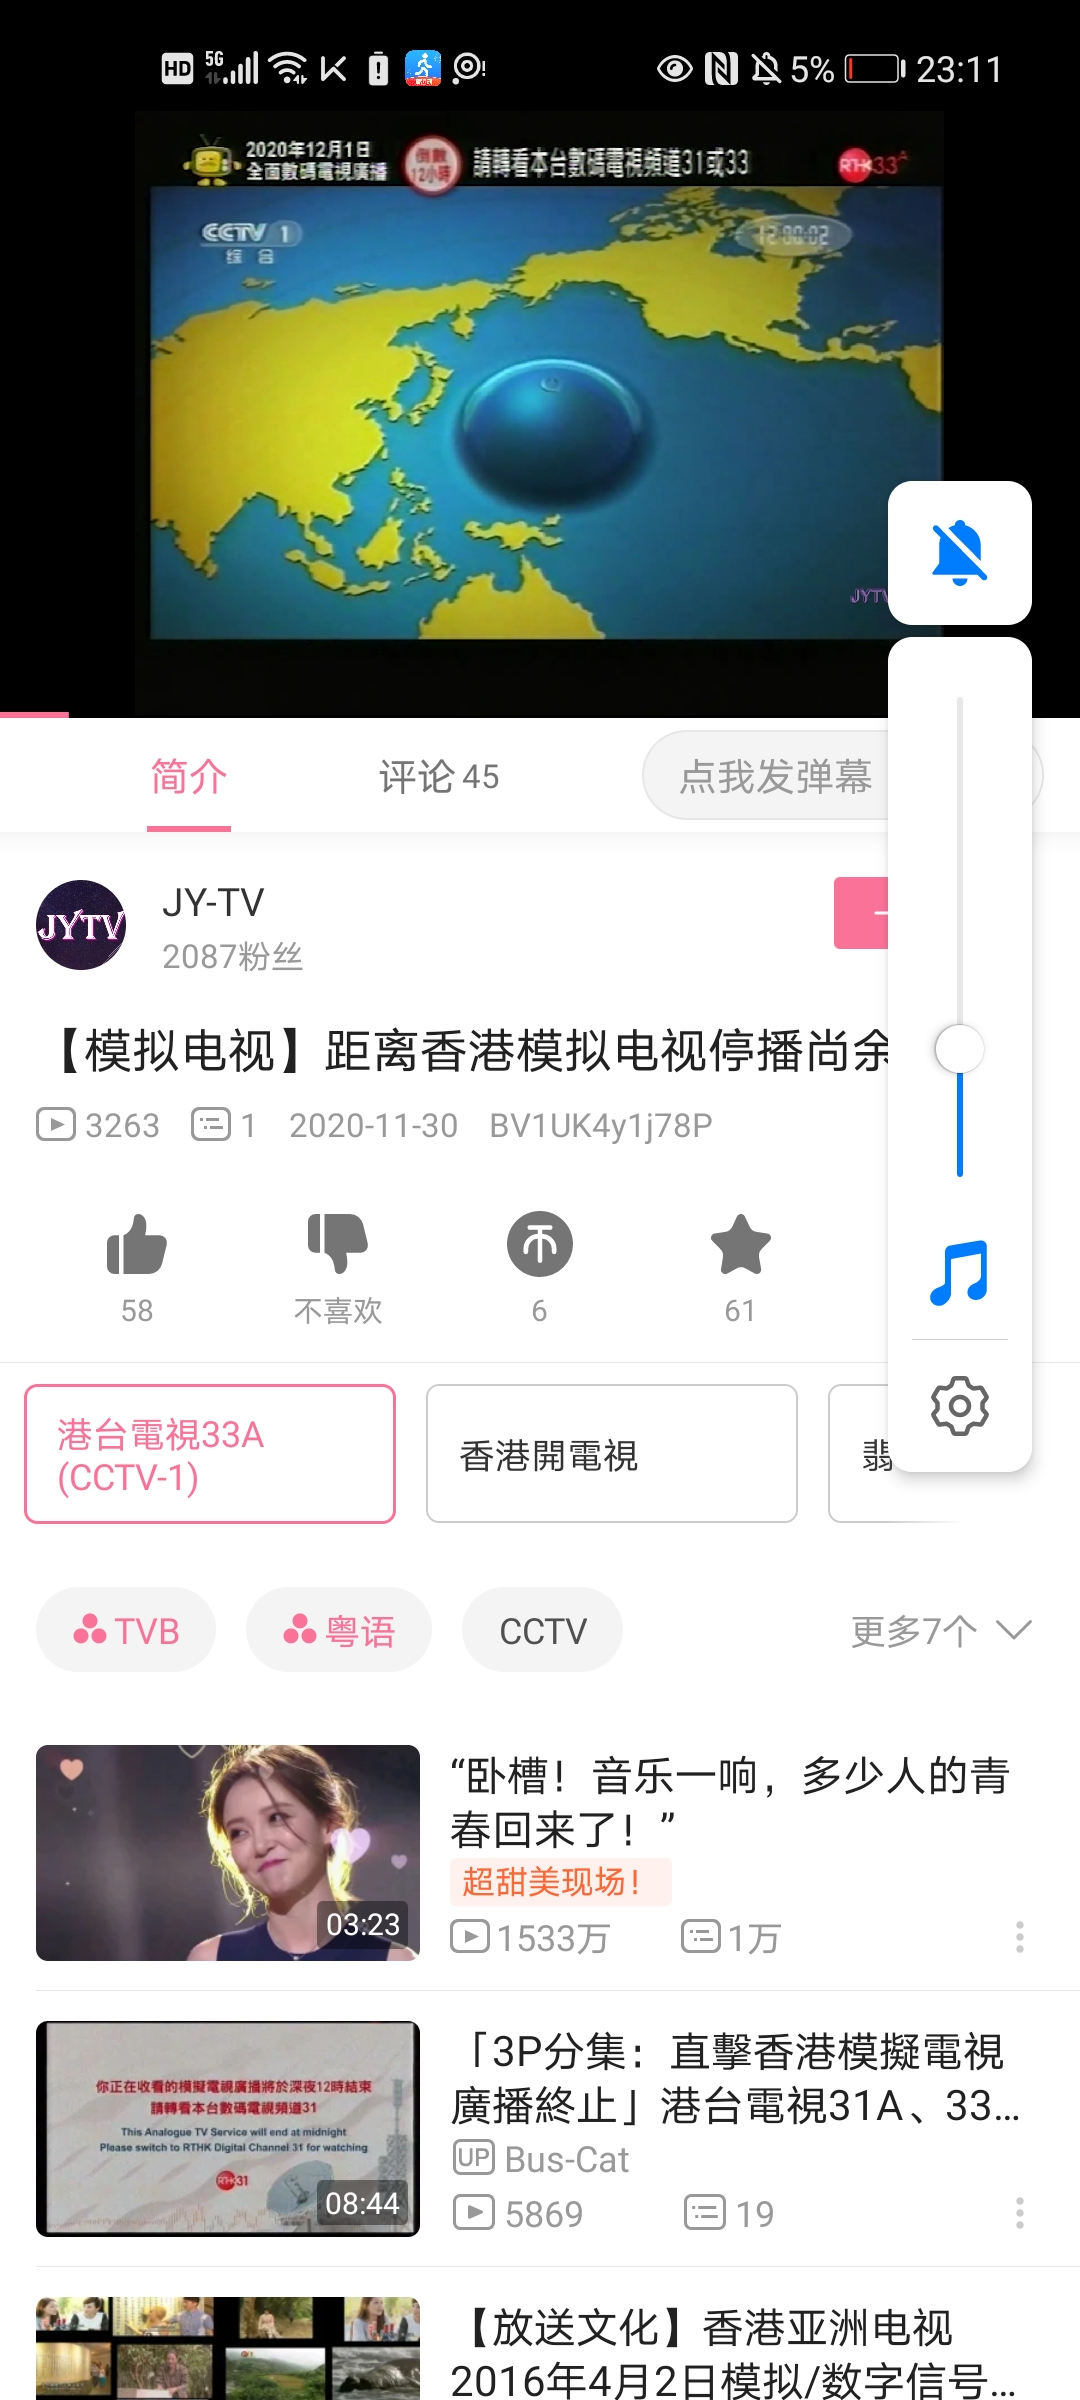 HD 5G 5% 23:11
2020年12月1日
全面數碼電視廣播
倒數
12小時
請轉看本台數碼電視頻道31或33
RTHK33A
CCTV 1
综合
12:00:02
JYTV
简介
评论 45
点我发弹幕
JYTV
JY-TV
2087粉丝
【模拟电视】距离香港模拟电视停播尚余
3263 1 2020-11-30 BV1UK4y1j78P
58 不喜欢 6 61
港台電視33A
(CCTV-1)
香港開電視
翡
TVB 粤语 CCTV 更多7个
“卧槽！音乐一响，多少人的青
春回来了！”
超甜美现场！
03:23
1533万 1万
「3P分集：直擊香港模擬電視
廣播終止」港台電視31A、33...
UP Bus-Cat
5869 19
你正在收看的模擬電視廣播將於深夜12時結束
請轉看本台數碼電視頻道31
This Analogue TV Service will end at midnight
Please switch to RTHK Digital Channel 31 for watching
RTHK31
08:44
【放送文化】香港亚洲电视
2016年4月2日模拟/数字信号...